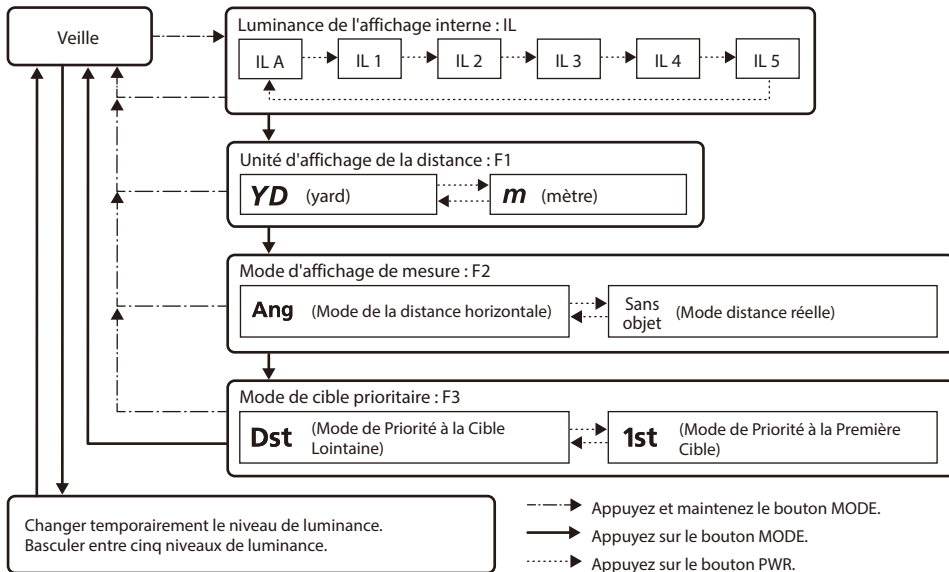 Veille
Luminance de l'affichage interne : IL
IL A
IL 1
IL 2
IL 3
IL 4
IL 5
Unité d'affichage de la distance : F1
YD (yard)
m (mètre)
Mode d'affichage de mesure : F2
Ang (Mode de la distance horizontale)
Sans
objet (Mode distance réelle)
Mode de cible prioritaire : F3
Dst (Mode de Priorité à la Cible
Lointaine)
1st (Mode de Priorité à la Première
Cible)
Changer temporairement le niveau de luminance.
Basculer entre cinq niveaux de luminance.
Appuyez et maintenez le bouton MODE.
Appuyez sur le bouton MODE.
Appuyez sur le bouton PWR.